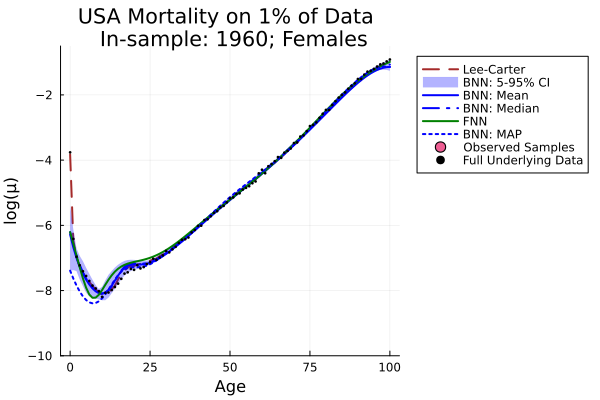 USA Mortality on 1% of Data
In-sample: 1960; Females
Lee-Carter
BNN: 5-95% CI
BNN: Mean
BNN: Median
FNN
BNN: MAP
Observed Samples
Full Underlying Data
log(μ)
−2
−4
−6
−8
−10
0 25 50 75 100
Age